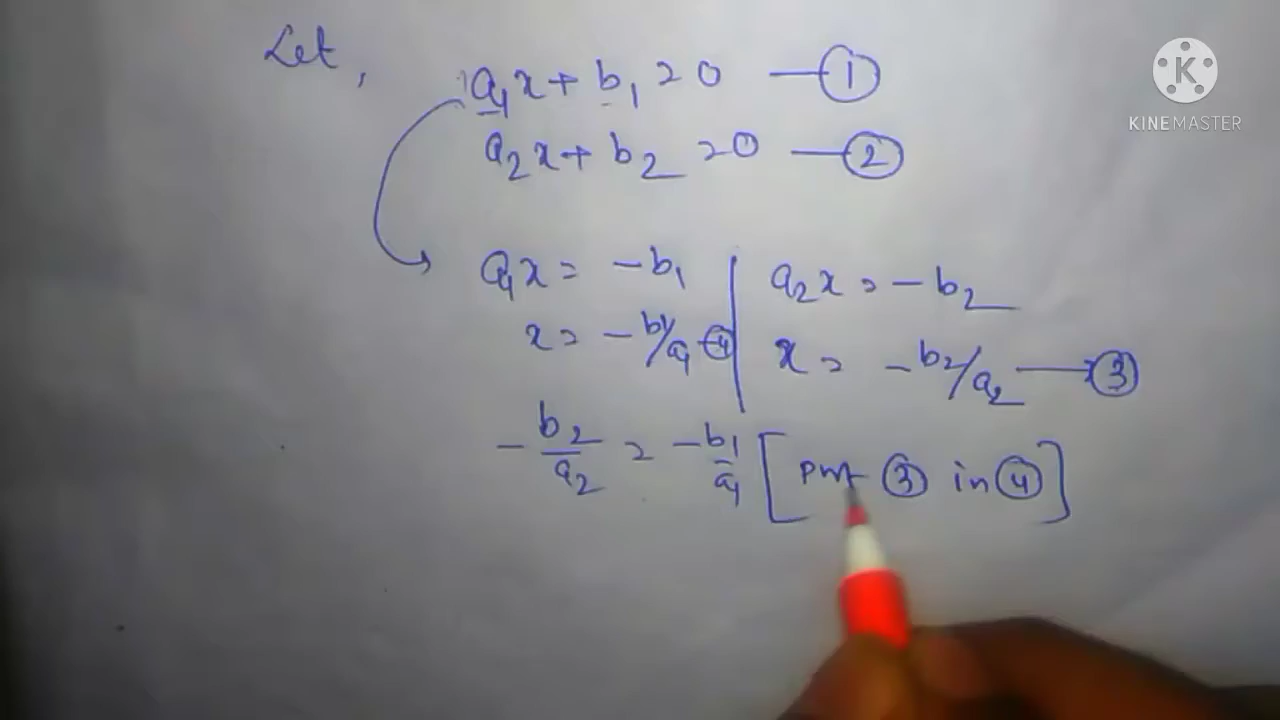 Let,
a₁x + b₁ = 0 — ①
a₂x + b₂ = 0 — ②
a₁x = -b₁ | a₂x = -b₂
x = -b₁/a₁ — ④ | x = -b₂/a₂ — ③
-b₂/a₂ = -b₁/a₁ [Put ③ in ④]
K
KINEMASTER